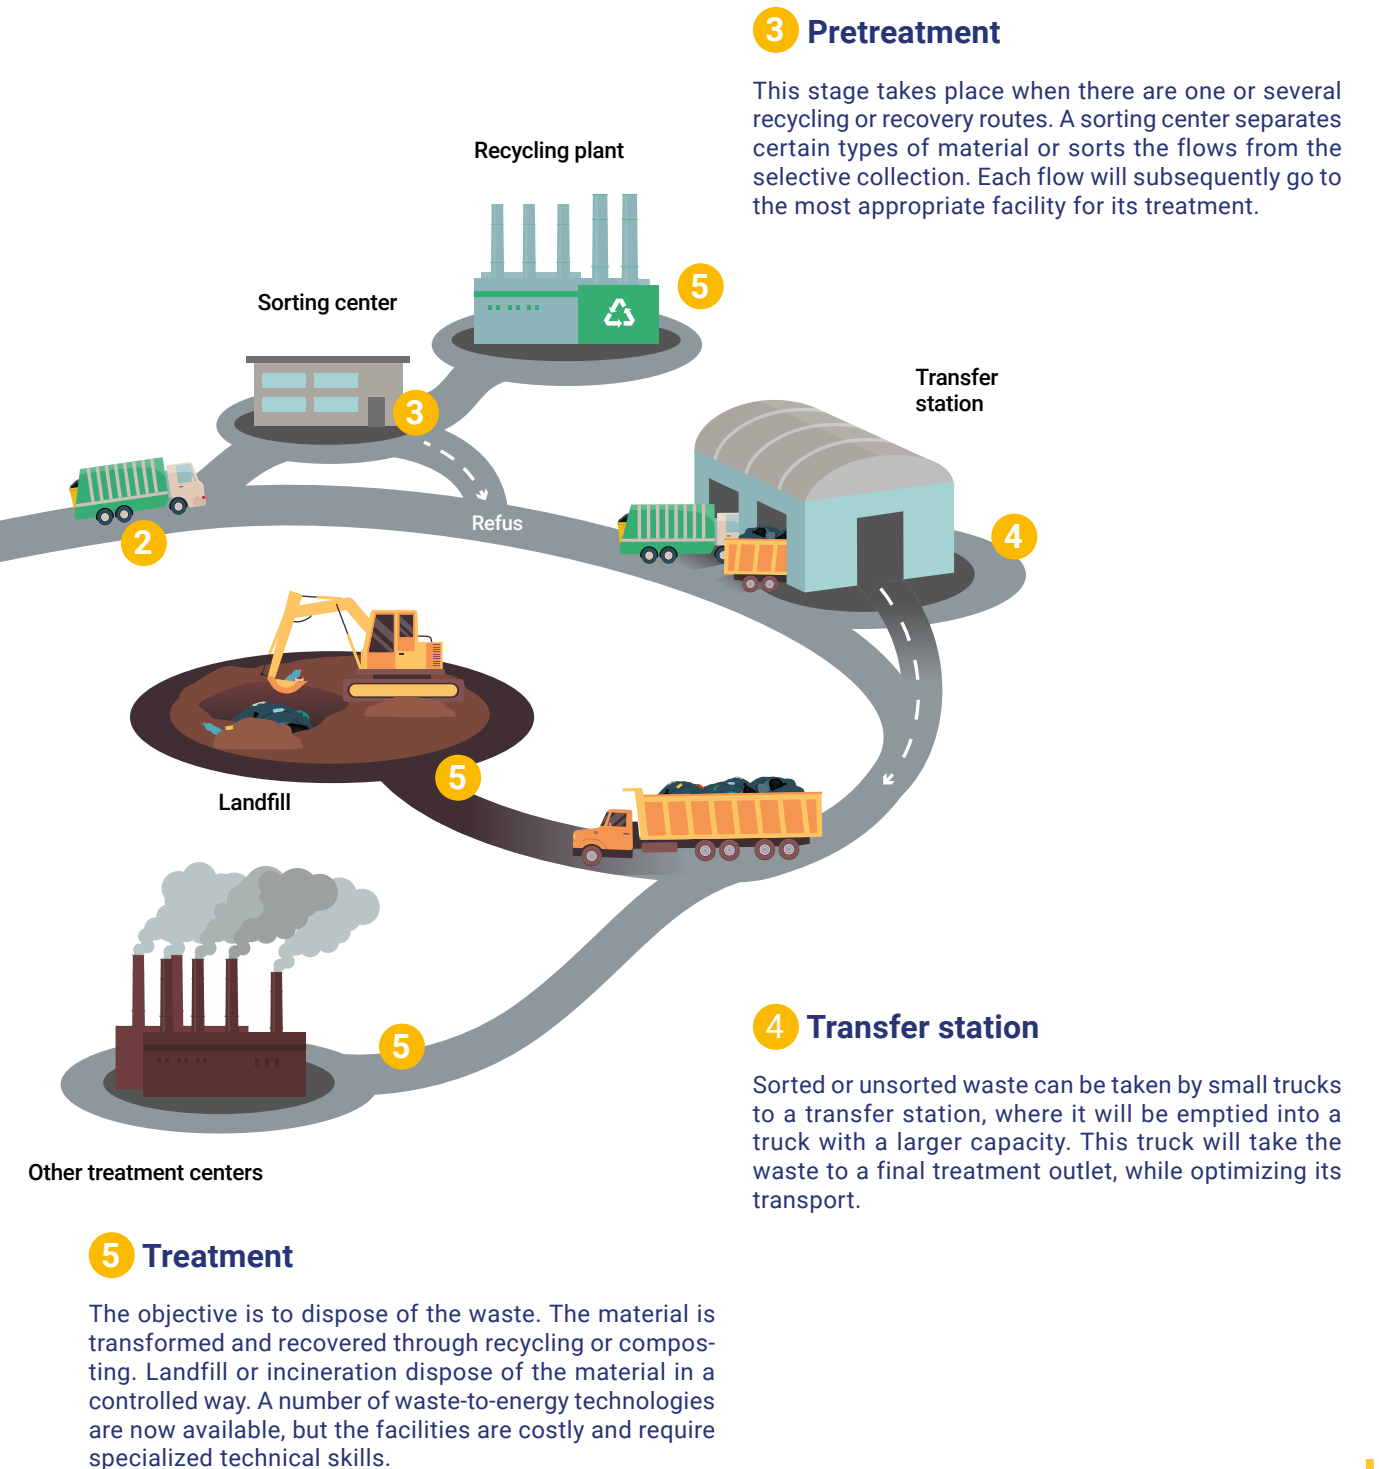 3 Pretreatment
This stage takes place when there are one or several
recycling or recovery routes. A sorting center separates
certain types of material or sorts the flows from the
selective collection. Each flow will subsequently go to
the most appropriate facility for its treatment.
Recycling plant
5
Sorting center
3
Transfer
station
2
Refus
4
5
Landfill
5
Other treatment centers
4 Transfer station
Sorted or unsorted waste can be taken by small trucks
to a transfer station, where it will be emptied into a
truck with a larger capacity. This truck will take the
waste to a final treatment outlet, while optimizing its
transport.
5 Treatment
The objective is to dispose of the waste. The material is
transformed and recovered through recycling or compos-
ting. Landfill or incineration dispose of the material in a
controlled way. A number of waste-to-energy technologies
are now available, but the facilities are costly and require
specialized technical skills.